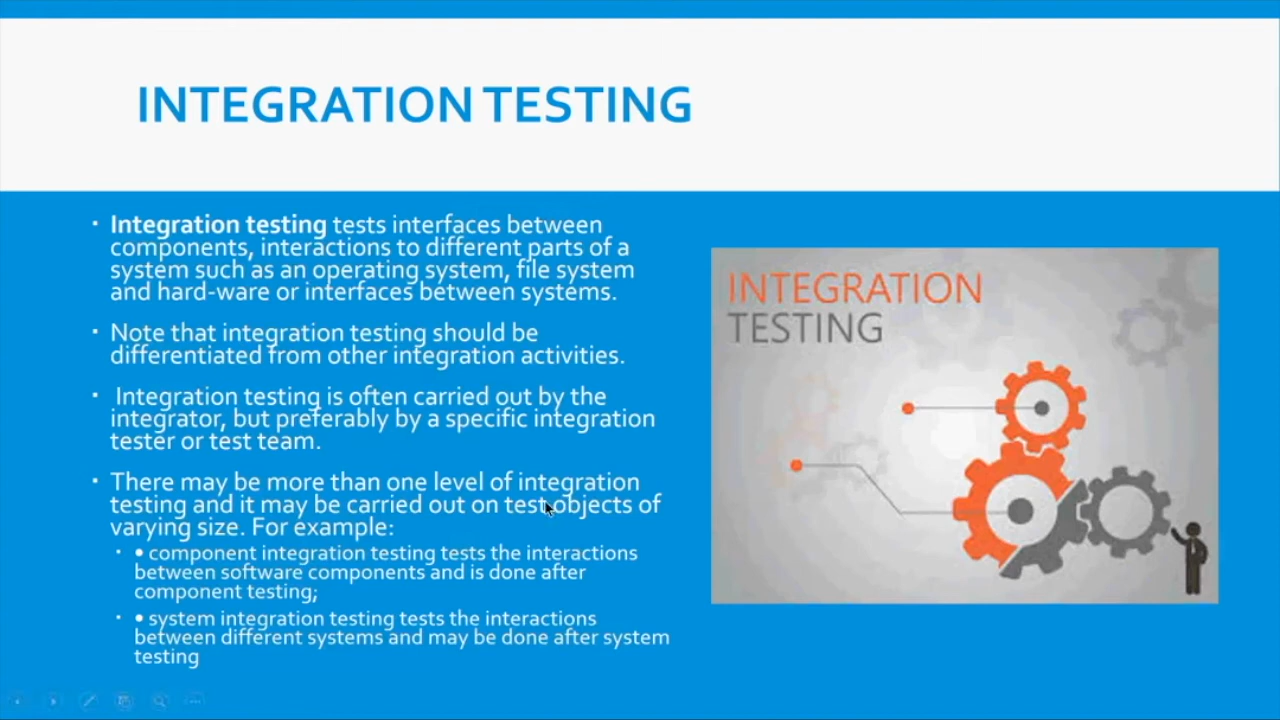 INTEGRATION TESTING
▪ Integration testing tests interfaces between
components, interactions to different parts of a
system such as an operating system, file system
and hard-ware or interfaces between systems.
▪ Note that integration testing should be
differentiated from other integration activities.
▪ Integration testing is often carried out by the
integrator, but preferably by a specific integration
tester or test team.
▪ There may be more than one level of integration
testing and it may be carried out on test objects of
varying size. For example:
▪ • component integration testing tests the interactions
between software components and is done after
component testing;
▪ • system integration testing tests the interactions
between different systems and may be done after system
testing
INTEGRATION
TESTING